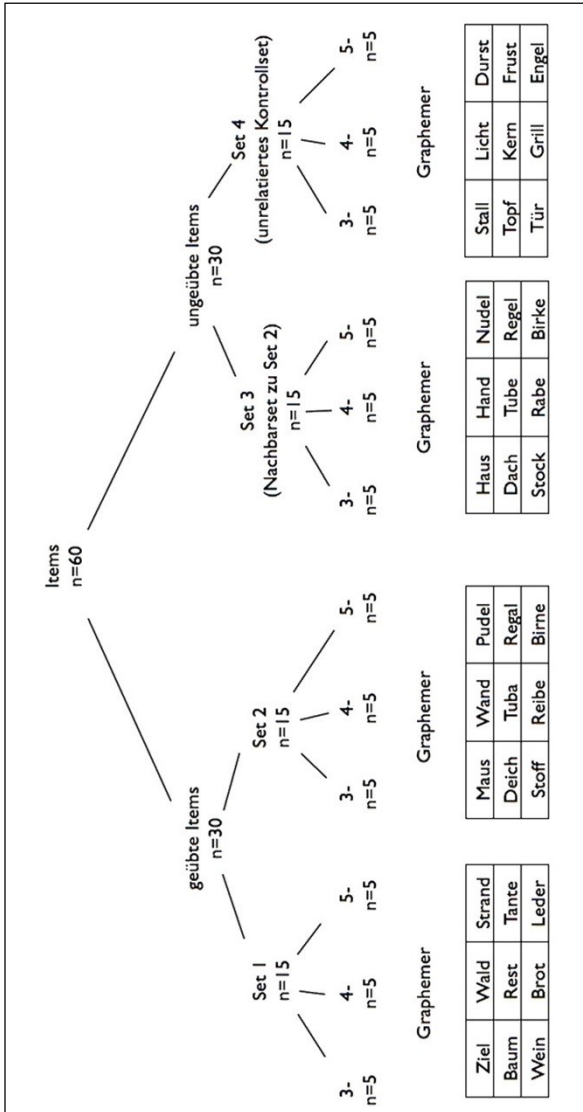 Items
n=60
geübte Items
n=30
ungeübte Items
n=30
Set 1
n=15
Set 2
n=15
Set 3
(Nachbarset zu Set 2)
n=15
Set 4
(unrelatiertes Kontrollset)
n=15
3- 4- 5-
n=5 n=5 n=5
Graphemer
3- 4- 5-
n=5 n=5 n=5
Graphemer
3- 4- 5-
n=5 n=5 n=5
Graphemer
3- 4- 5-
n=5 n=5 n=5
Graphemer
Ziel Wald Strand
Baum Rest Tante
Wein Brot Leder
Maus Wand Pudel
Deich Tuba Regal
Stoff Reibe Birne
Haus Hand Nudel
Dach Tube Regel
Stock Rabe Birke
Stall Licht Durst
Topf Kern Frust
Tür Grill Engel